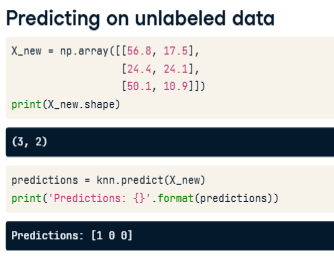 Predicting on unlabeled data
X_new = np.array([[56.8, 17.5],
[24.4, 24.1],
[50.1, 10.9]])
print(X_new.shape)
(3, 2)
predictions = knn.predict(X_new)
print('Predictions: {}'.format(predictions))
Predictions: [1 0 0]